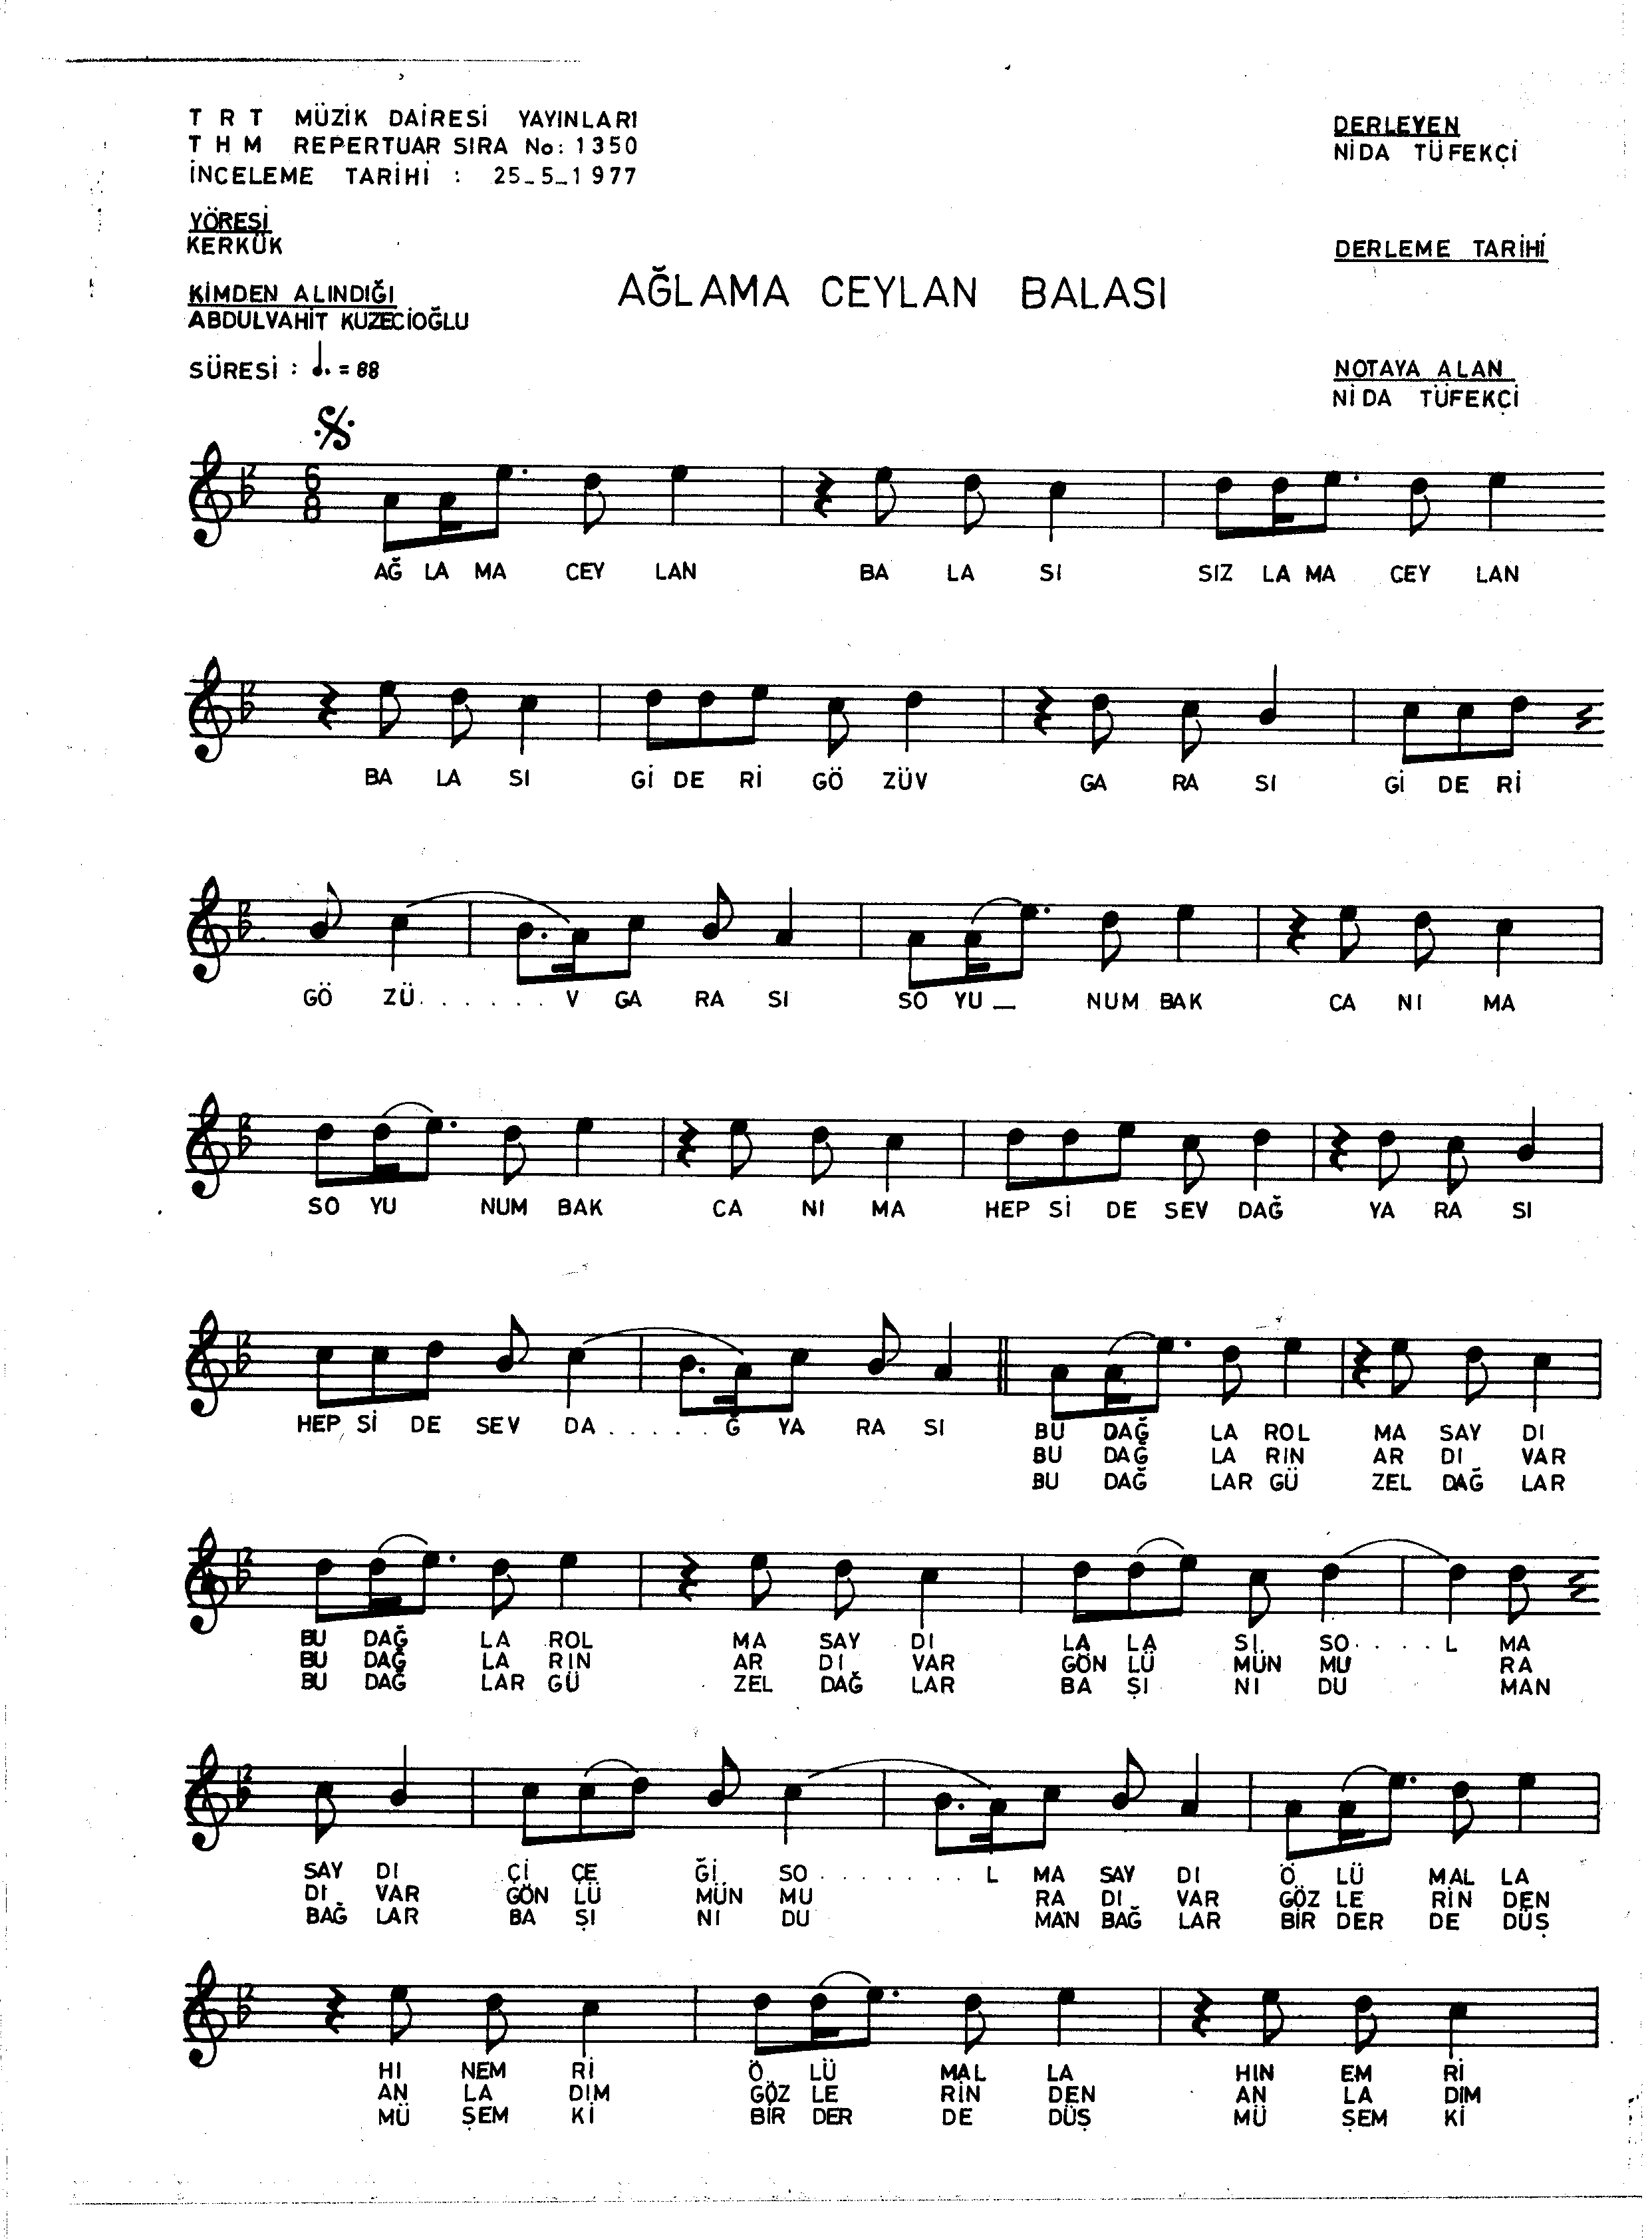 T R T MÜZİK DAİRESİ YAYINLARI
T H M REPERTUAR SIRA No: 1350
İNCELEME TARİHİ : 25_5_1977
DERLEYEN
NİDA TÜFEKÇİ
YÖRESİ
KERKÜK
DERLEME TARİHİ
KİMDEN ALINDIĞI
ABDULVAHİT KUZECİOĞLU
AĞLAMA CEYLAN BALASI
SÜRESİ : ♩. = 88
NOTAYA ALAN
NİDA TÜFEKÇİ
6
8
AĞ LA MA CEY LAN BA LA SI SIZ LA MA CEY LAN
BA LA SI Gİ DE Rİ GÖ ZÜV GA RA SI Gİ DE Rİ
GÖ ZÜ . . . . . . V GA RA SI SO YU _ NUM BAK CA NI MA
SO YU NUM BAK CA NI MA HEP Sİ DE SEV DAĞ YA RA SI
HEP Sİ DE SEV DA . . . . . Ğ YA RA SI BU DAĞ LA ROL MA SAY DI
BU DAĞ LA RIN AR DI VAR
BU DAĞ LAR GÜ ZEL DAĞ LAR
BU DAĞ LA ROL MA SAY DI LA LA SI SO . . . . L MA
BU DAĞ LA RIN AR DI VAR GÖN LÜ MÜN MU RA
BU DAĞ LAR GÜ ZEL DAĞ LAR BA ŞI NI DU MAN
SAY DI Çİ ÇE Ğİ SO . . . . . . . . L MA SAY DI Ö LÜ MAL LA
DI VAR GÖN LÜ MÜN MU RA DI VAR GÖZ LE RİN DEN
BAĞ LAR BA ŞI NI DU MAN BAĞ LAR BİR DER DE DÜŞ
HI NEM Rİ Ö LÜ MAL LA HIN EM Rİ
AN LA DIM GÖZ LE RİN DEN AN LA DIM
MÜ ŞEM Kİ BİR DER DE DÜŞ MÜ ŞEM Kİ